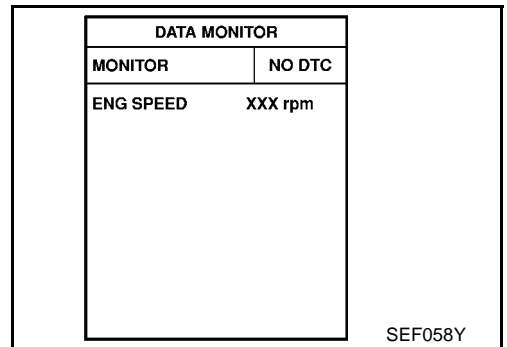 DATA MONITOR
MONITOR NO DTC
ENG SPEED XXX rpm
SEF058Y